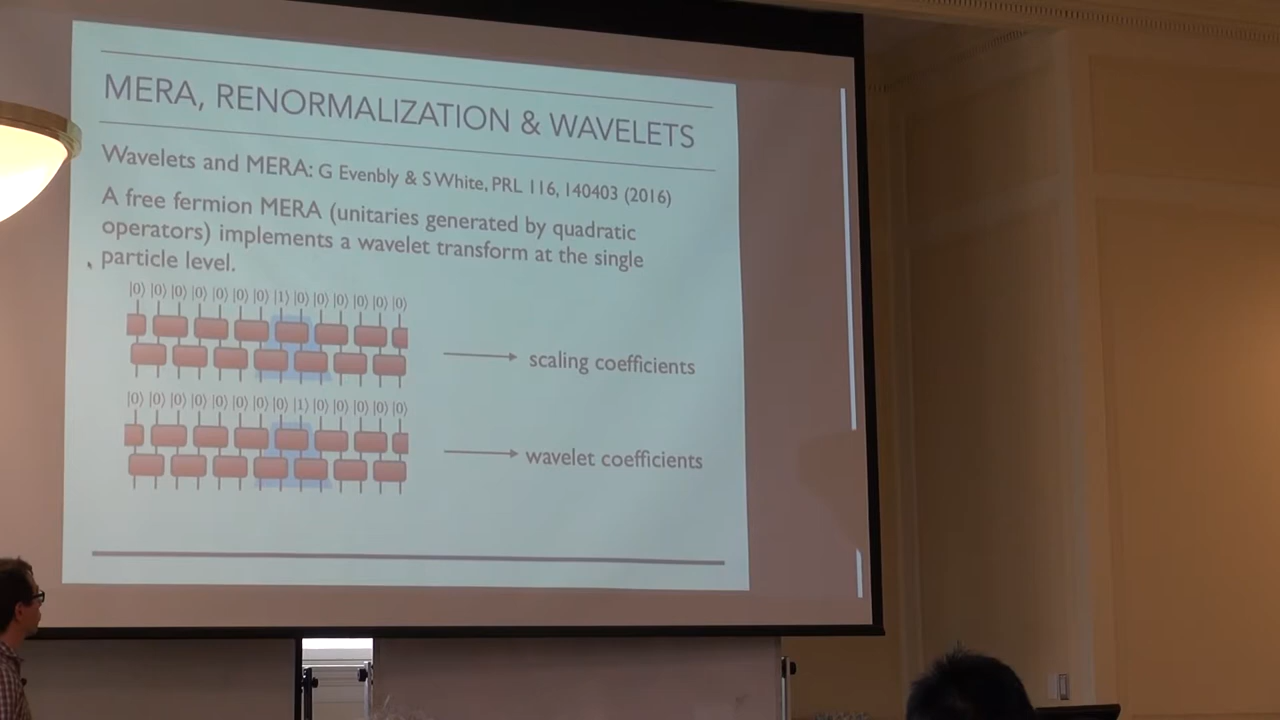 MERA, RENORMALIZATION & WAVELETS
Wavelets and MERA: G Evenbly & S White, PRL 116, 140403 (2016)
A free fermion MERA (unitaries generated by quadratic
operators) implements a wavelet transform at the single
particle level.
|0⟩ |0⟩ |0⟩ |0⟩ |0⟩ |0⟩ |0⟩ |1⟩ |0⟩ |0⟩ |0⟩ |0⟩ |0⟩ |0⟩
scaling coefficients
|0⟩ |0⟩ |0⟩ |0⟩ |0⟩ |0⟩ |0⟩ |0⟩ |1⟩ |0⟩ |0⟩ |0⟩ |0⟩ |0⟩
wavelet coefficients